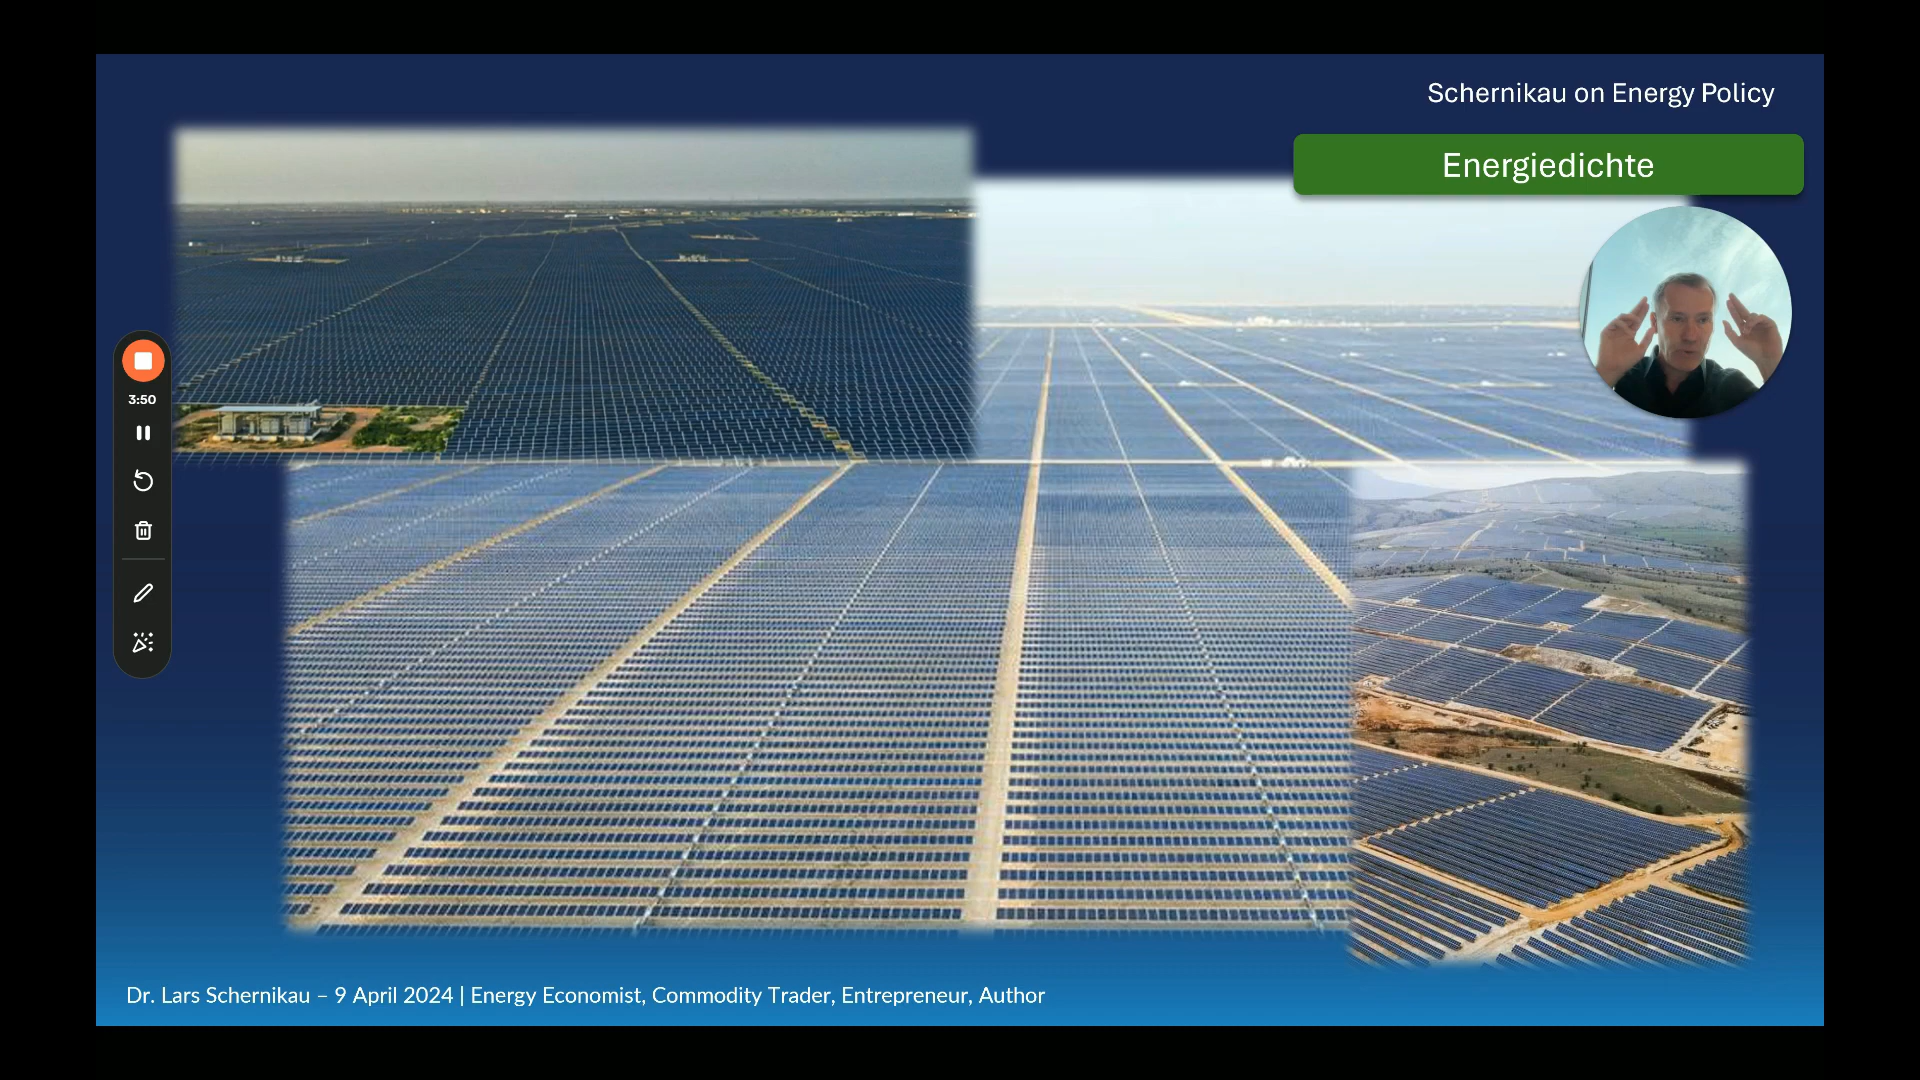 Schernikau on Energy Policy
Energiedichte
3:50
Dr. Lars Schernikau – 9 April 2024 | Energy Economist, Commodity Trader, Entrepreneur, Author